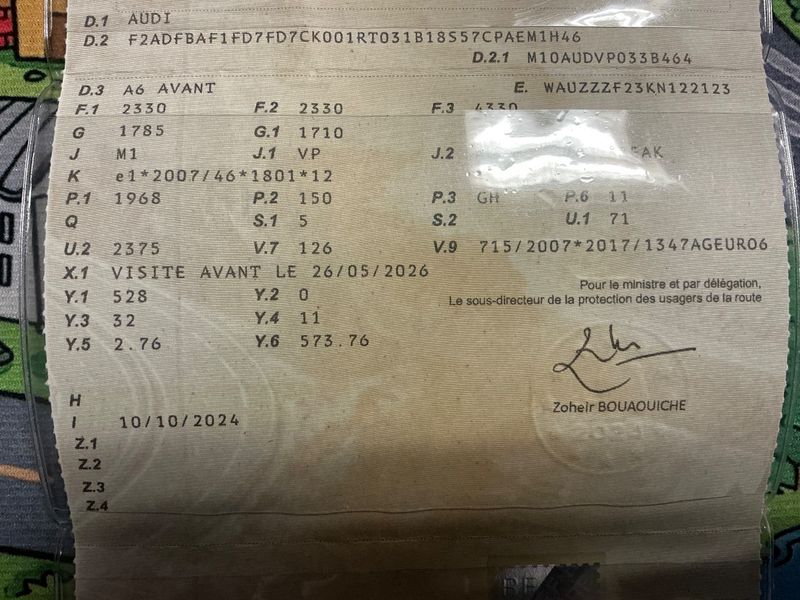 D.1 AUDI
D.2 F2ADFBAF1FD7FD7CK001RT031B18S57CPAEM1H46
D.2.1 M10AUDVP033B464
D.3 A6 AVANT E. WAUZZZF23KN122123
F.1 2330 F.2 2330 F.3 4330
G 1785 G.1 1710
J M1 J.1 VP J.2 AK
K e1*2007/46*1801*12
P.1 1968 P.2 150 P.3 GH P.6 11
Q S.1 5 S.2 U.1 71
U.2 2375 V.7 126 V.9 715/2007*2017/1347AGEURO6
X.1 VISITE AVANT LE 26/05/2026
Y.1 528 Y.2 0
Pour le ministre et par délégation,
Le sous-directeur de la protection des usagers de la route
Y.3 32 Y.4 11
Y.5 2.76 Y.6 573.76
Zoheir BOUAOUICHE
H
I 10/10/2024
Z.1
Z.2
Z.3
Z.4